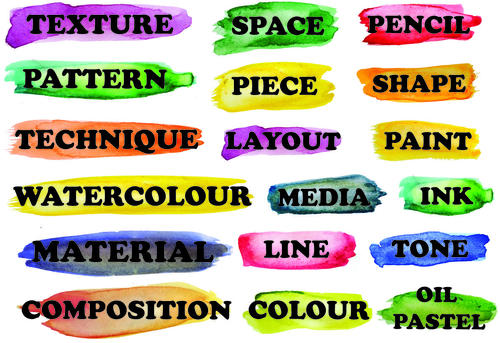 TEXTURE SPACE PENCIL
PATTERN PIECE SHAPE
TECHNIQUE LAYOUT PAINT
WATERCOLOUR MEDIA INK
MATERIAL LINE TONE
COMPOSITION COLOUR OIL
PASTEL